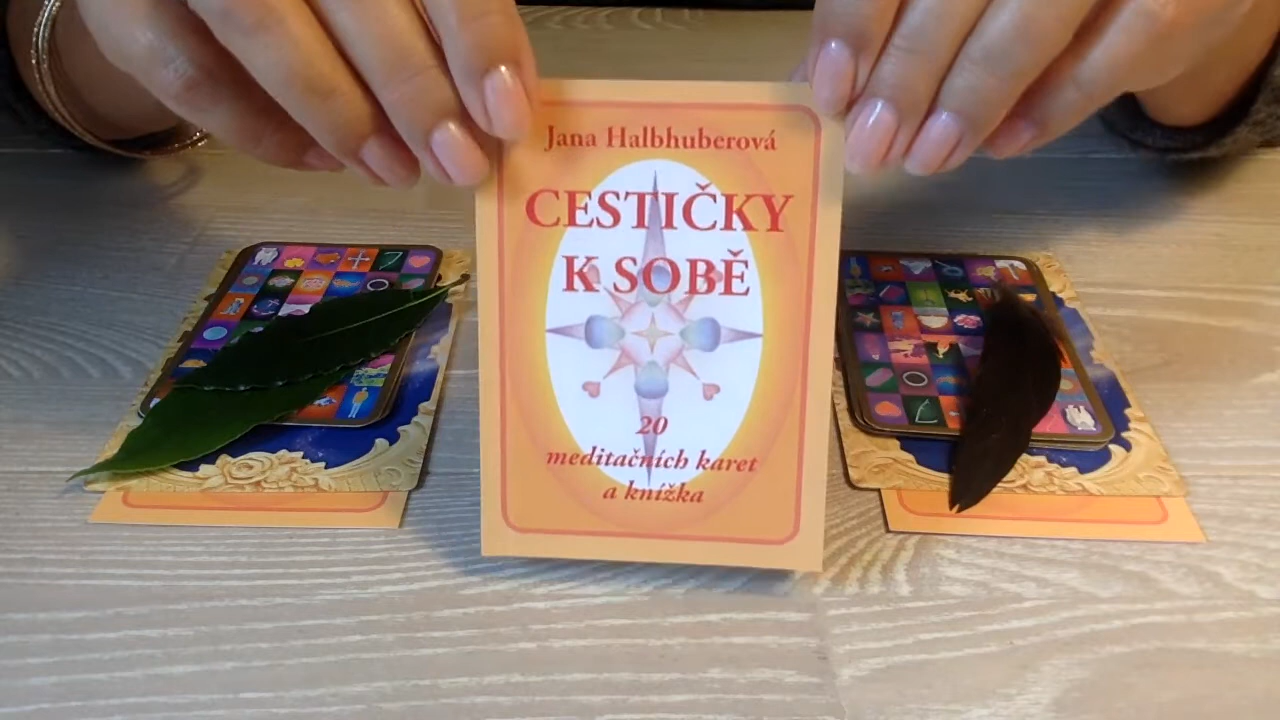 Jana Halbhuberová
CESTIČKY
K SOBĚ
20
meditačních karet
a knížka